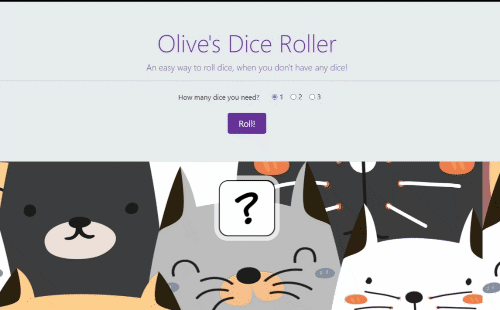 Olive's Dice Roller
An easy way to roll dice, when you don't have any dice!
How many dice you need? 1 2 3
Roll!
?